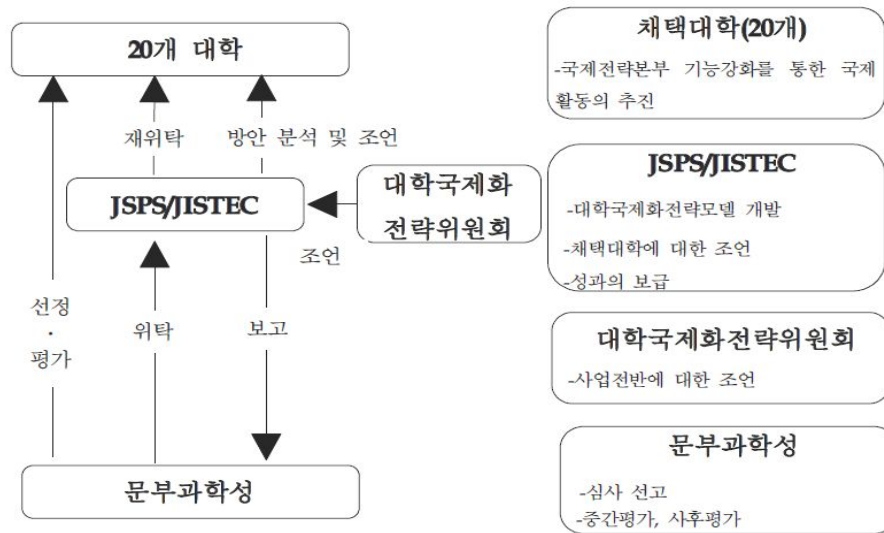 20개 대학
재위탁
방안 분석 및 조언
JSPS/JISTEC
대학국제화
전략위원회
조언
선정
·
평가
위탁
보고
문부과학성
채택대학(20개)
-국제전략본부 기능강화를 통한 국제
활동의 추진
JSPS/JISTEC
-대학국제화전략모델 개발
-채택대학에 대한 조언
-성과의 보급
대학국제화전략위원회
-사업전반에 대한 조언
문부과학성
-심사 선고
-중간평가, 사후평가